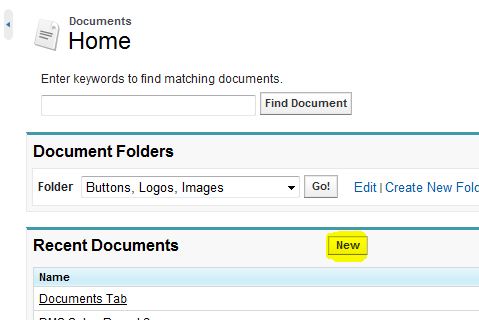 Documents
Home
Enter keywords to find matching documents.
Find Document
Document Folders
Folder Buttons, Logos, Images Go! Edit | Create New Fold
Recent Documents New
Name
Documents Tab